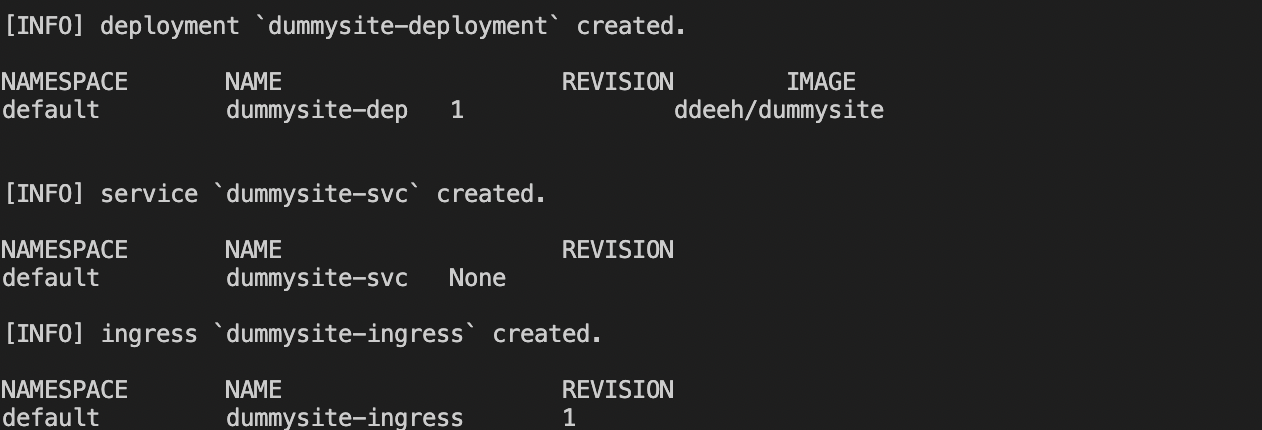 [INFO] deployment `dummysite-deployment` created.
NAMESPACE NAME REVISION IMAGE
default dummysite-dep 1 ddeeh/dummysite
[INFO] service `dummysite-svc` created.
NAMESPACE NAME REVISION
default dummysite-svc None
[INFO] ingress `dummysite-ingress` created.
NAMESPACE NAME REVISION
default dummysite-ingress 1